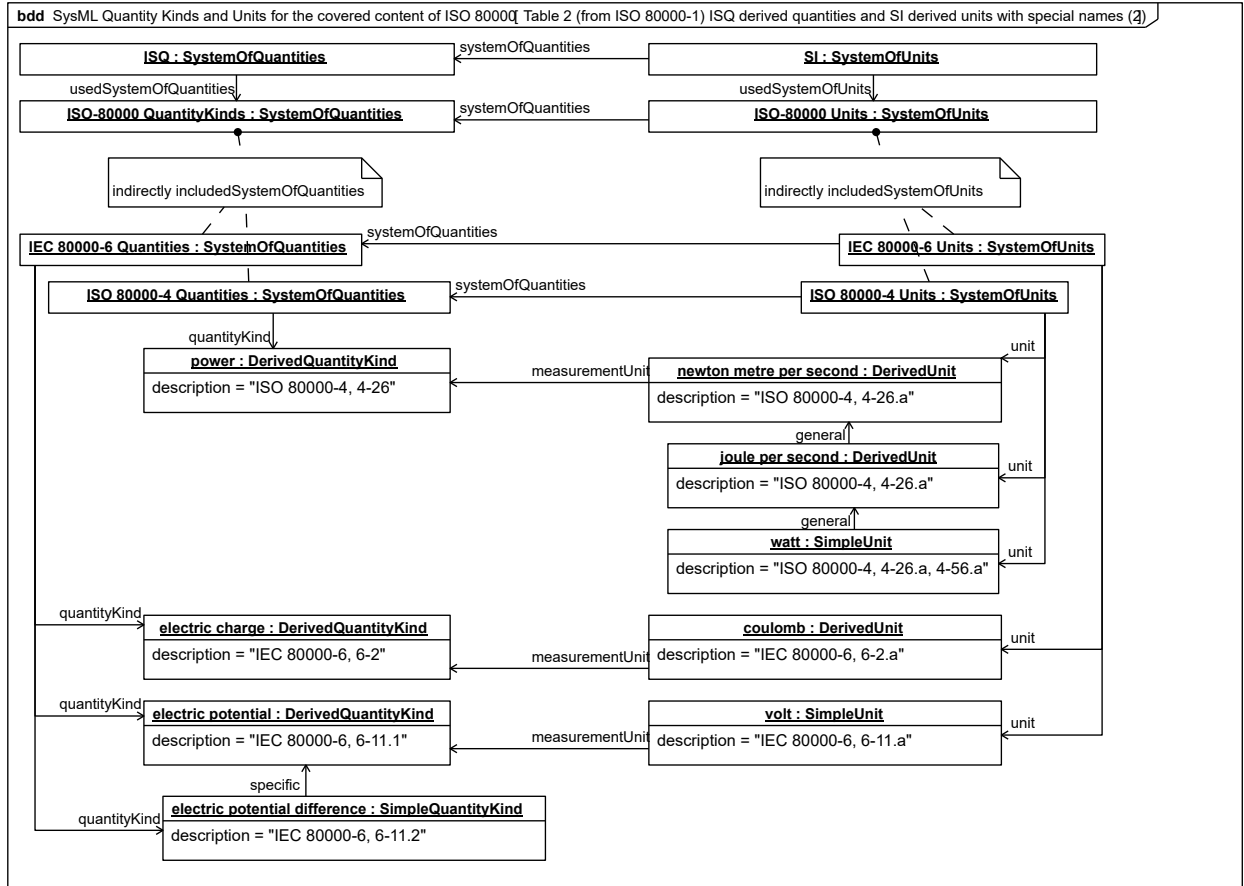 bdd SysML Quantity Kinds and Units for the covered content of ISO 80000[ Table 2 (from ISO 80000-1) ISQ derived quantities and SI derived units with special names (2)]
ISQ : SystemOfQuantities
systemOfQuantities
SI : SystemOfUnits
usedSystemOfQuantities
usedSystemOfUnits
ISO-80000 QuantityKinds : SystemOfQuantities
systemOfQuantities
ISO-80000 Units : SystemOfUnits
indirectly includedSystemOfQuantities
indirectly includedSystemOfUnits
IEC 80000-6 Quantities : SystemOfQuantities
systemOfQuantities
IEC 80000-6 Units : SystemOfUnits
ISO 80000-4 Quantities : SystemOfQuantities
systemOfQuantities
ISO 80000-4 Units : SystemOfUnits
quantityKind
unit
power : DerivedQuantityKind
description = "ISO 80000-4, 4-26"
measurementUnit
newton metre per second : DerivedUnit
description = "ISO 80000-4, 4-26.a"
general
joule per second : DerivedUnit
description = "ISO 80000-4, 4-26.a"
unit
general
watt : SimpleUnit
description = "ISO 80000-4, 4-26.a, 4-56.a"
unit
quantityKind
electric charge : DerivedQuantityKind
description = "IEC 80000-6, 6-2"
measurementUnit
coulomb : DerivedUnit
description = "IEC 80000-6, 6-2.a"
unit
quantityKind
electric potential : DerivedQuantityKind
description = "IEC 80000-6, 6-11.1"
measurementUnit
volt : SimpleUnit
description = "IEC 80000-6, 6-11.a"
unit
specific
quantityKind
electric potential difference : SimpleQuantityKind
description = "IEC 80000-6, 6-11.2"